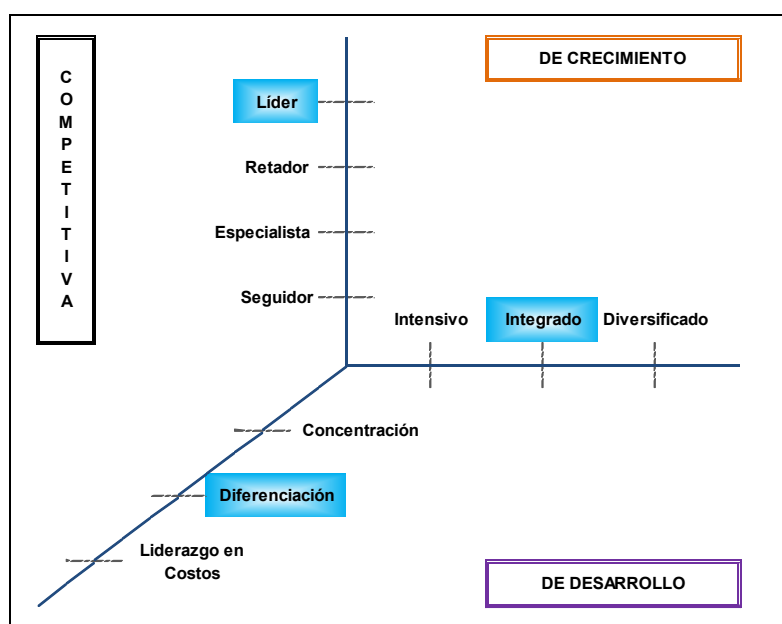 COMPETITIVA
DE CRECIMIENTO
Líder
Retador
Especialista
Seguidor
Intensivo
Integrado
Diversificado
Concentración
Diferenciación
Liderazgo en
Costos
DE DESARROLLO